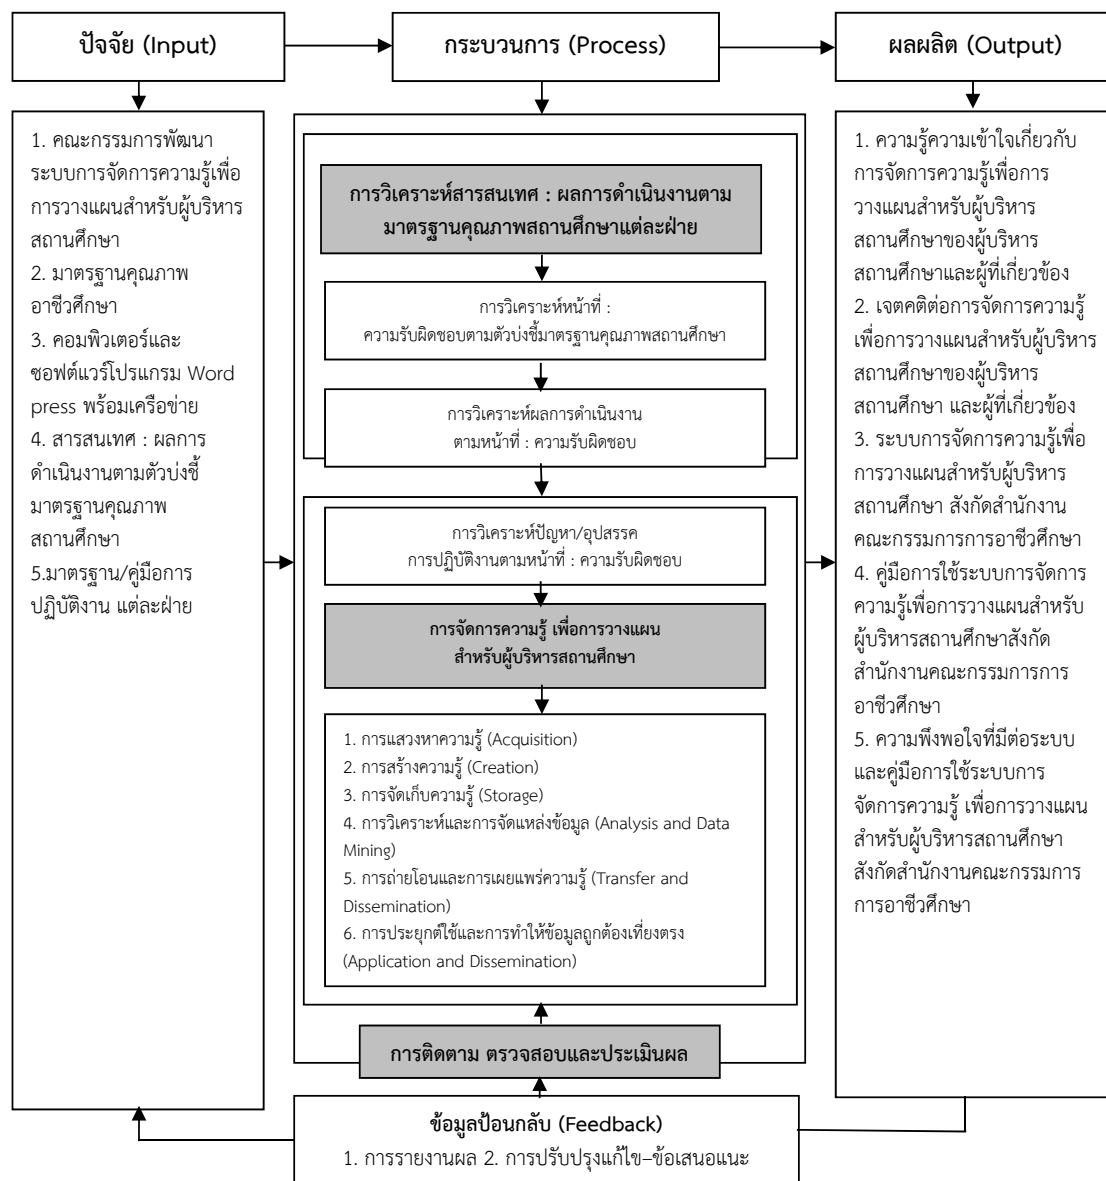 ปัจจัย (Input)
กระบวนการ (Process)
ผลผลิต (Output)
1. คณะกรรมการพัฒนา
ระบบการจัดการความรู้เพื่อ
การวางแผนสำหรับผู้บริหาร
สถานศึกษา
2. มาตรฐานคุณภาพ
อาชีวศึกษา
3. คอมพิวเตอร์และ
ซอฟต์แวร์โปรแกรม Word
press พร้อมเครือข่าย
4. สารสนเทศ : ผลการ
ดำเนินงานตามตัวบ่งชี้
มาตรฐานคุณภาพ
สถานศึกษา
5.มาตรฐาน/คู่มือการ
ปฏิบัติงาน แต่ละฝ่าย
การวิเคราะห์สารสนเทศ : ผลการดำเนินงานตาม
มาตรฐานคุณภาพสถานศึกษาแต่ละฝ่าย
การวิเคราะห์หน้าที่ :
ความรับผิดชอบตามตัวบ่งชี้มาตรฐานคุณภาพสถานศึกษา
การวิเคราะห์ผลการดำเนินงาน
ตามหน้าที่ : ความรับผิดชอบ
การวิเคราะห์ปัญหา/อุปสรรค
การปฏิบัติงานตามหน้าที่ : ความรับผิดชอบ
การจัดการความรู้ เพื่อการวางแผน
สำหรับผู้บริหารสถานศึกษา
1. การแสวงหาความรู้ (Acquisition)
2. การสร้างความรู้ (Creation)
3. การจัดเก็บความรู้ (Storage)
4. การวิเคราะห์และการจัดแหล่งข้อมูล (Analysis and Data
Mining)
5. การถ่ายโอนและการเผยแพร่ความรู้ (Transfer and
Dissemination)
6. การประยุกต์ใช้และการทำให้ข้อมูลถูกต้องเที่ยงตรง
(Application and Dissemination)
การติดตาม ตรวจสอบและประเมินผล
1. ความรู้ความเข้าใจเกี่ยวกับ
การจัดการความรู้เพื่อการ
วางแผนสำหรับผู้บริหาร
สถานศึกษาของผู้บริหาร
สถานศึกษาและผู้ที่เกี่ยวข้อง
2. เจตคติต่อการจัดการความรู้
เพื่อการวางแผนสำหรับผู้บริหาร
สถานศึกษาของผู้บริหาร
สถานศึกษา และผู้ที่เกี่ยวข้อง
3. ระบบการจัดการความรู้เพื่อ
การวางแผนสำหรับผู้บริหาร
สถานศึกษา สังกัดสำนักงาน
คณะกรรมการการอาชีวศึกษา
4. คู่มือการใช้ระบบการจัดการ
ความรู้เพื่อการวางแผนสำหรับ
ผู้บริหารสถานศึกษาสังกัด
สำนักงานคณะกรรมการการ
อาชีวศึกษา
5. ความพึงพอใจที่มีต่อระบบ
และคู่มือการใช้ระบบการ
จัดการความรู้ เพื่อการวางแผน
สำหรับผู้บริหารสถานศึกษา
สังกัดสำนักงานคณะกรรมการ
การอาชีวศึกษา
ข้อมูลป้อนกลับ (Feedback)
1. การรายงานผล 2. การปรับปรุงแก้ไข–ข้อเสนอแนะ